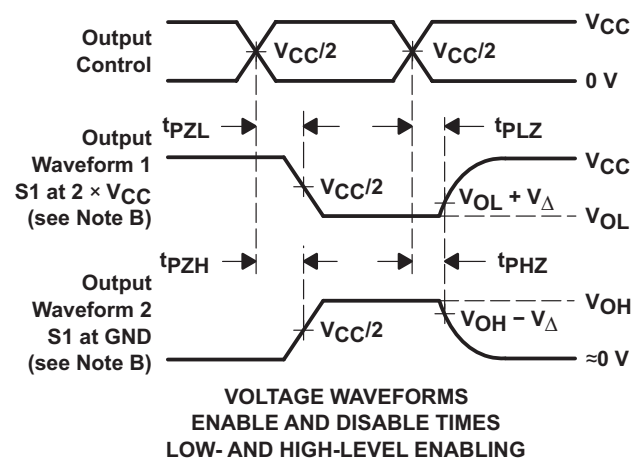 Output
Control
VCC/2
VCC/2
VCC
0 V
tPZL
tPLZ
Output
Waveform 1
S1 at 2 × VCC
(see Note B)
VCC/2
VCC
VOL + VΔ
VOL
tPZH
tPHZ
Output
Waveform 2
S1 at GND
(see Note B)
VCC/2
VOH
VOH − VΔ
≈0 V
VOLTAGE WAVEFORMS
ENABLE AND DISABLE TIMES
LOW- AND HIGH-LEVEL ENABLING